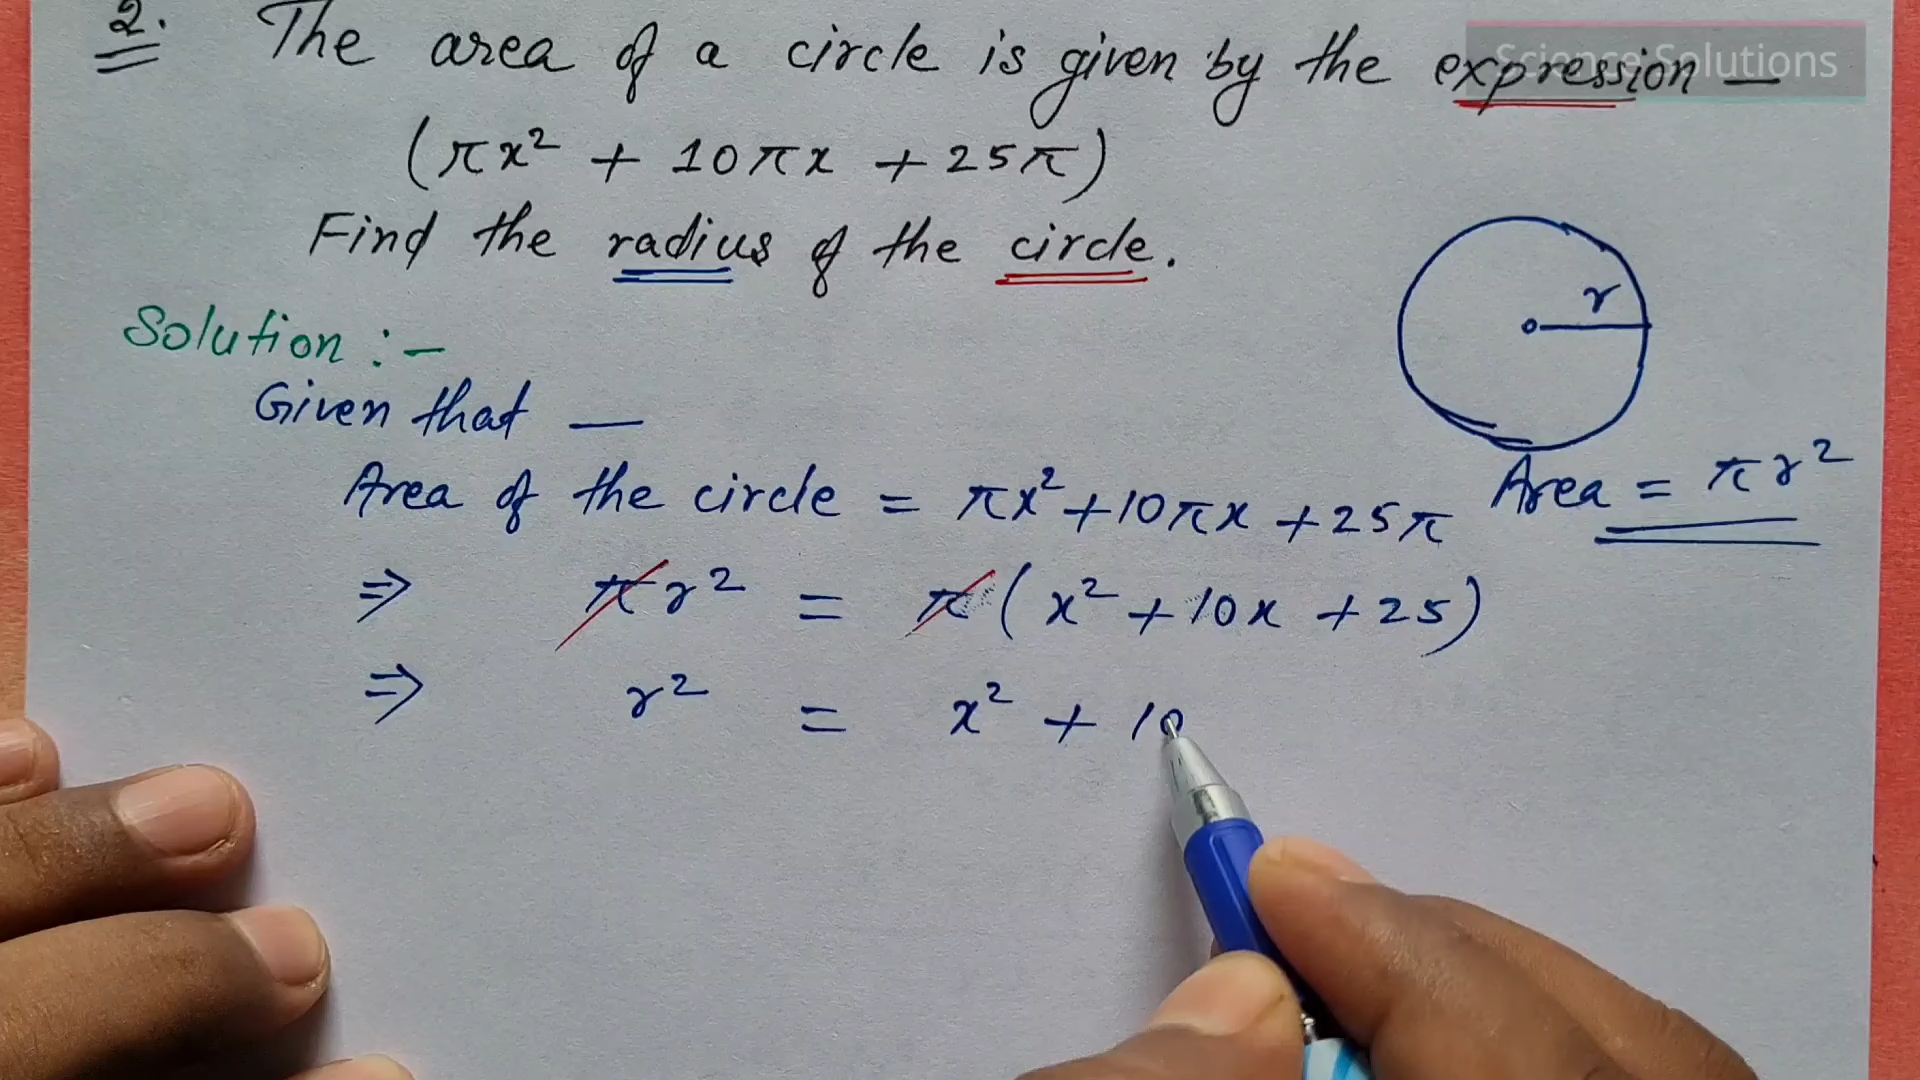 2. The area of a circle is given by the expression —
Science Solutions
(πx² + 10πx + 25π)
Find the radius of the circle.
r
Solution :-
Given that —
Area of the circle = πx² + 10πx + 25π
Area = πr²
⇒ πr² = π(x² + 10x + 25)
⇒ r² = x² + 10